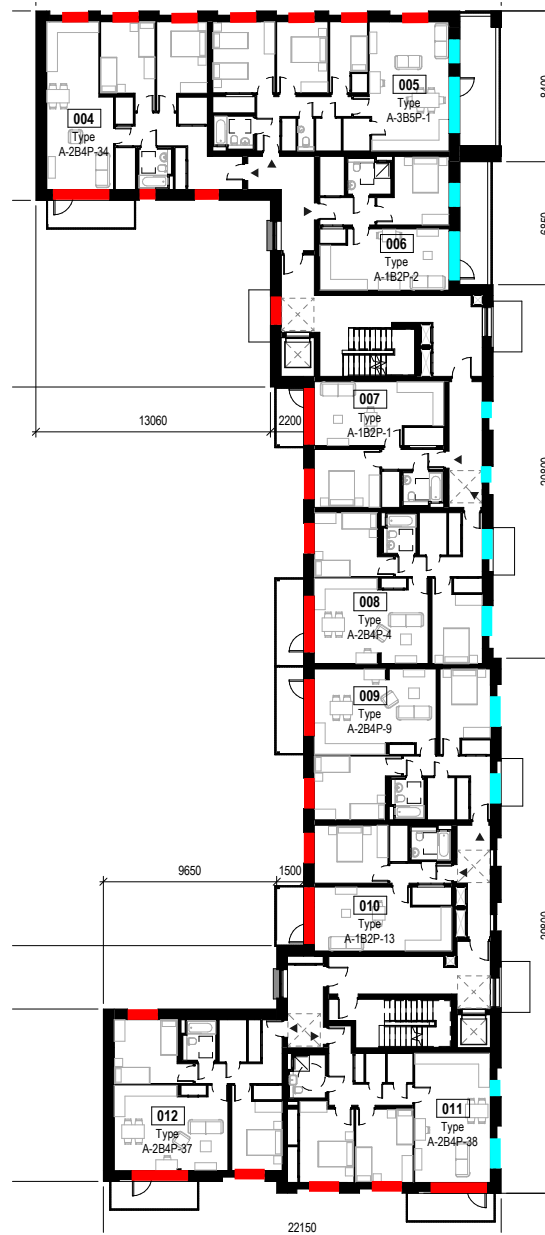 004
Type
A-2B4P-34
005
Type
A-3B5P-1
8400
006
Type
A-1B2P-2
6850
007
Type
A-1B2P-1
13060
2200
008
Type
A-2B4P-4
009
Type
A-2B4P-9
9650
1500
010
Type
A-1B2P-13
012
Type
A-2B4P-37
011
Type
A-2B4P-38
22150